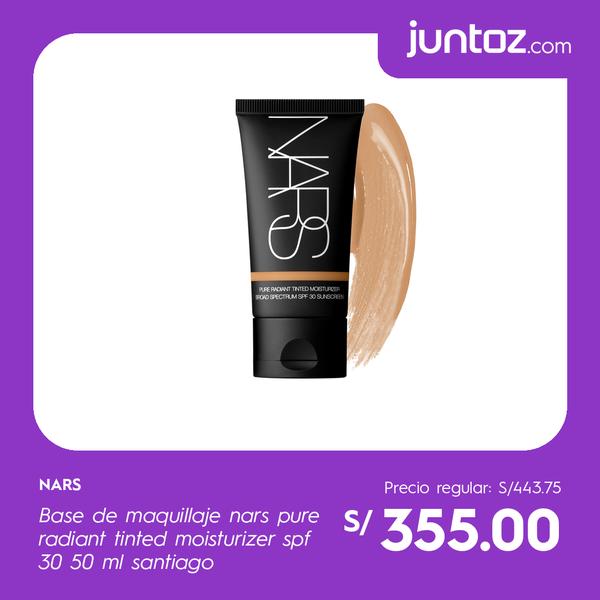 juntoz.com
NARS
PURE RADIANT TINTED MOISTURIZER
BROAD SPECTRUM SPF 30 SUNSCREEN
NARS
Precio regular: S/443.75
Base de maquillaje nars pure
radiant tinted moisturizer spf
30 50 ml santiago
S/ 355.00